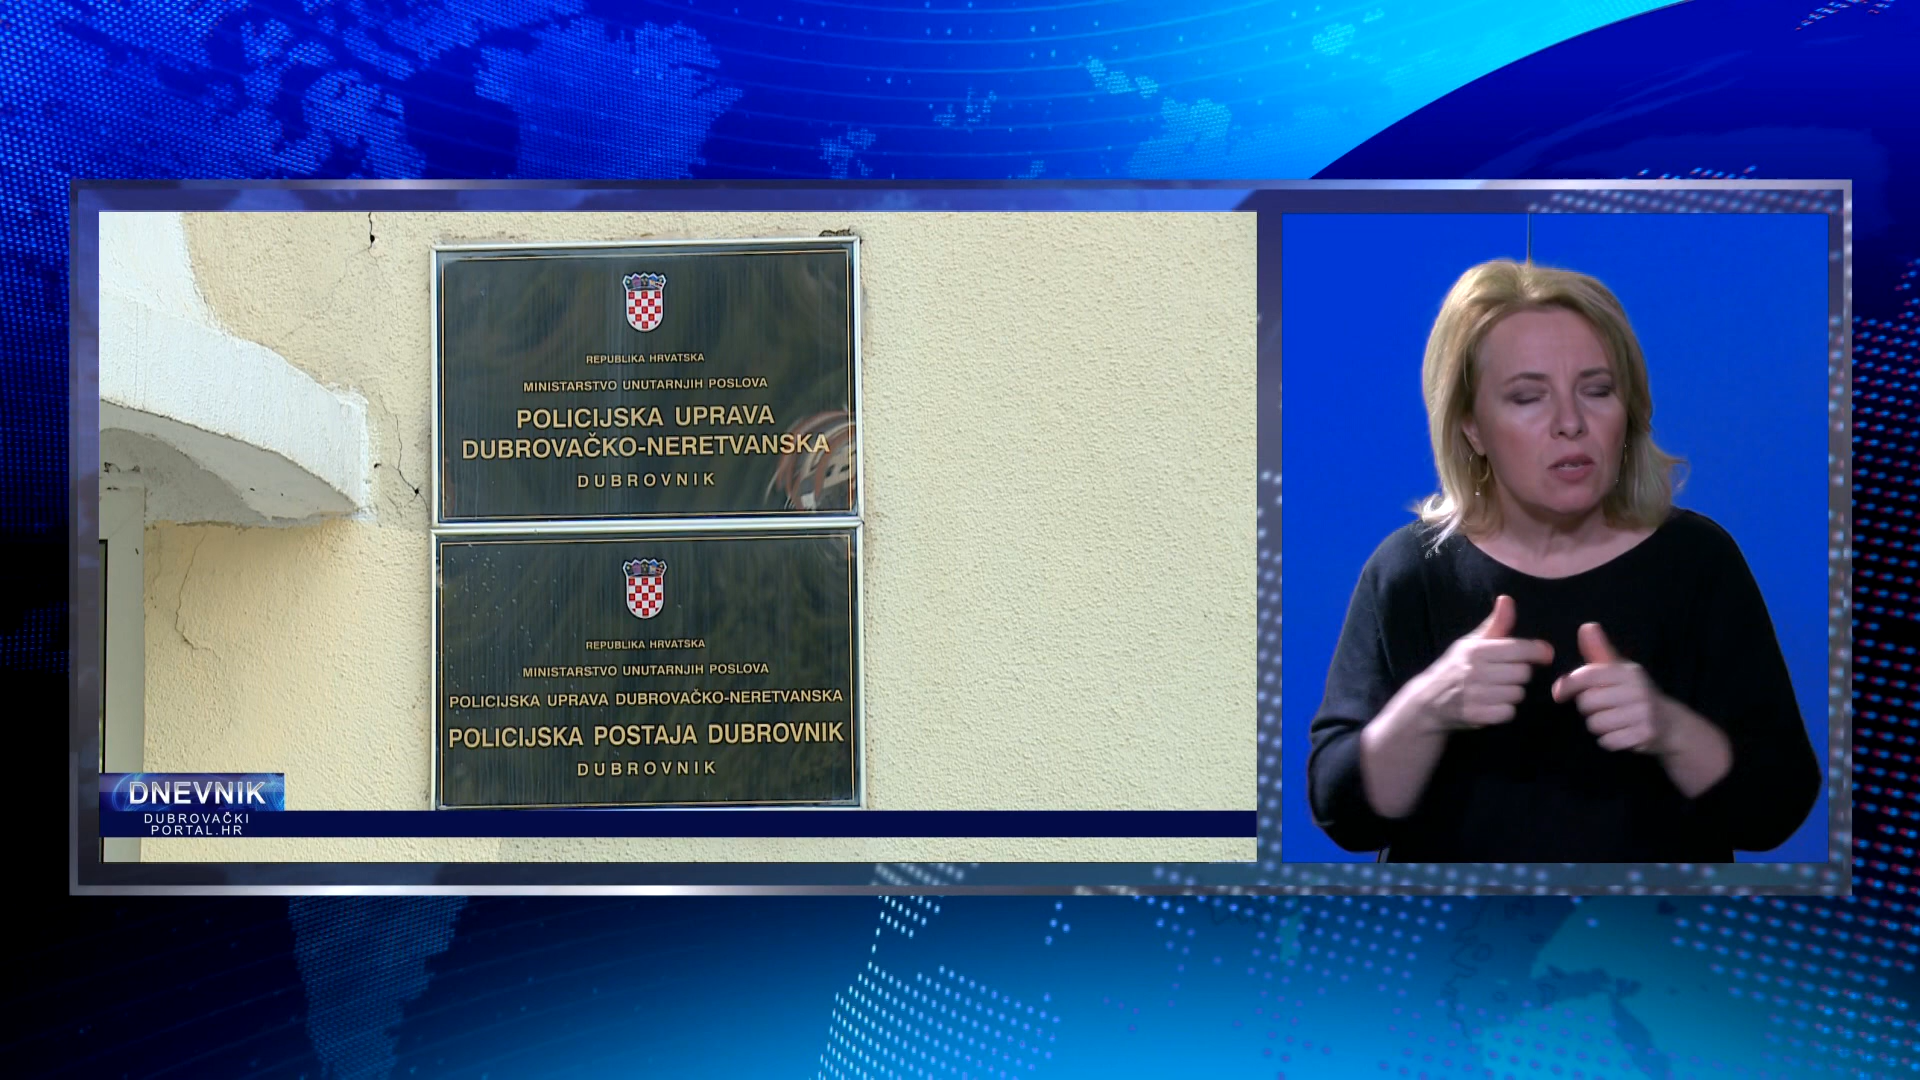 REPUBLIKA HRVATSKA
MINISTARSTVO UNUTARNJIH POSLOVA
POLICIJSKA UPRAVA
DUBROVAČKO-NERETVANSKA
DUBROVNIK
REPUBLIKA HRVATSKA
MINISTARSTVO UNUTARNJIH POSLOVA
POLICIJSKA UPRAVA DUBROVAČKO-NERETVANSKA
POLICIJSKA POSTAJA DUBROVNIK
DUBROVNIK
DNEVNIK
DUBROVAČKI
PORTAL.HR